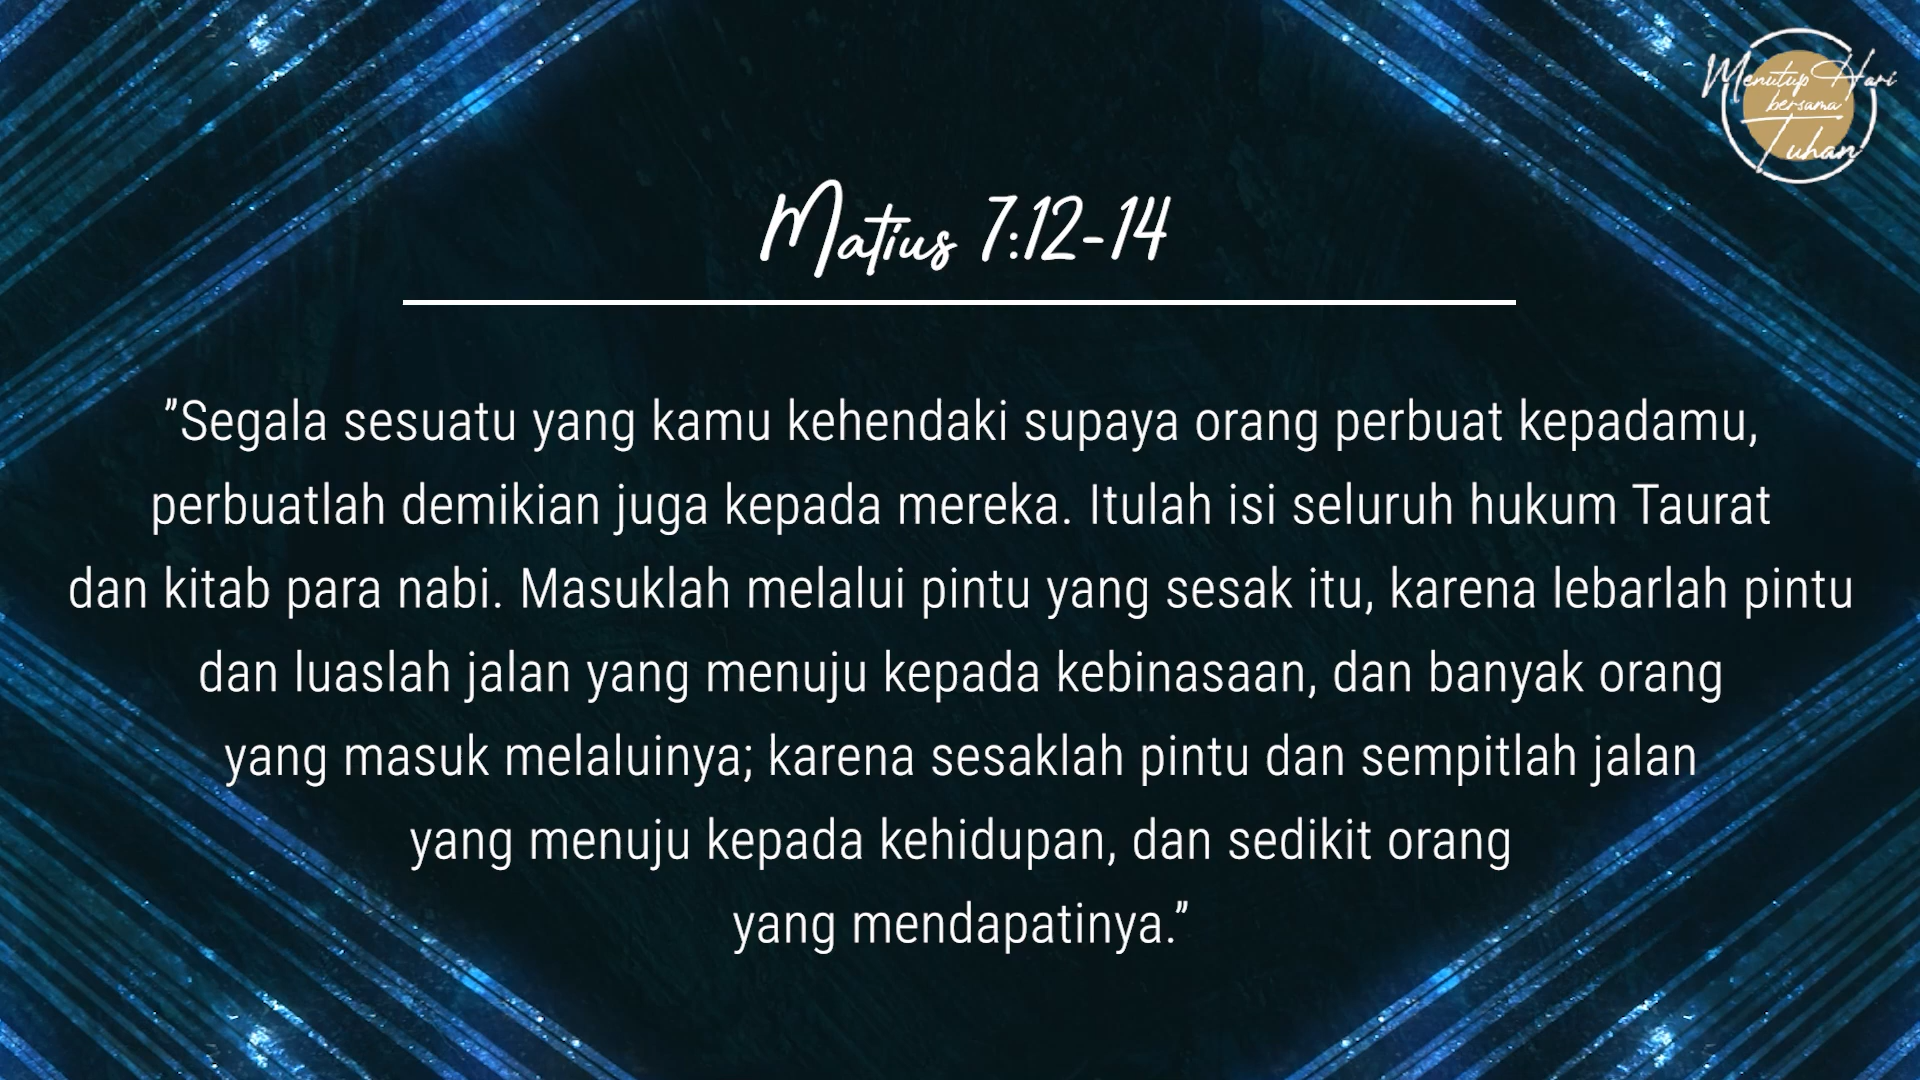 Menutup Hari
bersama
Tuhan
Matius 7:12-14
"Segala sesuatu yang kamu kehendaki supaya orang perbuat kepadamu,
perbuatlah demikian juga kepada mereka. Itulah isi seluruh hukum Taurat
dan kitab para nabi. Masuklah melalui pintu yang sesak itu, karena lebarlah pintu
dan luaslah jalan yang menuju kepada kebinasaan, dan banyak orang
yang masuk melaluinya; karena sesaklah pintu dan sempitlah jalan
yang menuju kepada kehidupan, dan sedikit orang
yang mendapatinya."